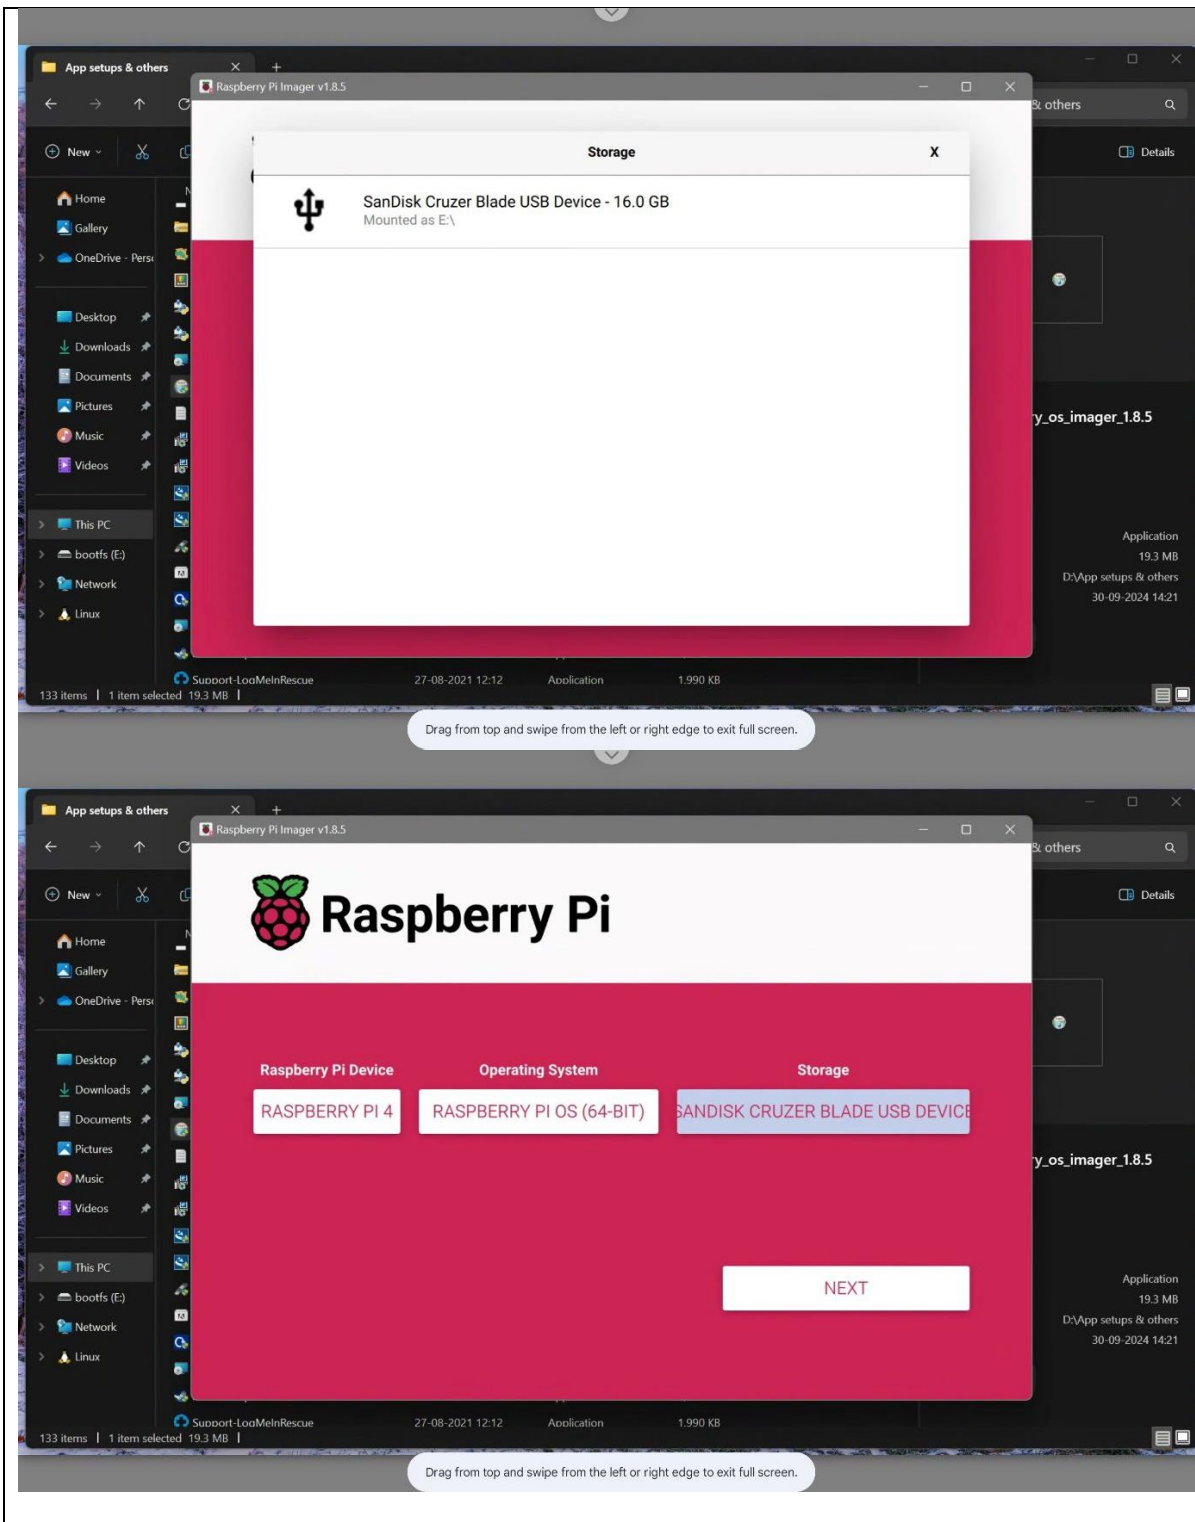 App setups & others
Raspberry Pi Imager v1.8.5
& others
New
Details
Storage
X
SanDisk Cruzer Blade USB Device - 16.0 GB
Mounted as E:\
Home
Gallery
OneDrive - Perso
Desktop
Downloads
Documents
Pictures
Music
Videos
y_os_imager_1.8.5
This PC
bootfs (E:)
Network
Linux
Application
19.3 MB
D:\App setups & others
30-09-2024 14:21
Support-LogMeInRescue 27-08-2021 12:12 Application 1,990 KB
133 items 1 item selected 19.3 MB
Drag from top and swipe from the left or right edge to exit full screen.
App setups & others
Raspberry Pi Imager v1.8.5
& others
New
Details
Raspberry Pi
Home
Gallery
OneDrive - Perso
Desktop
Downloads
Documents
Pictures
Music
Videos
Raspberry Pi Device Operating System Storage
RASPBERRY PI 4 RASPBERRY PI OS (64-BIT) SANDISK CRUZER BLADE USB DEVICE
y_os_imager_1.8.5
NEXT
This PC
bootfs (E:)
Network
Linux
Application
19.3 MB
D:\App setups & others
30-09-2024 14:21
Support-LogMeInRescue 27-08-2021 12:12 Application 1,990 KB
133 items 1 item selected 19.3 MB
Drag from top and swipe from the left or right edge to exit full screen.